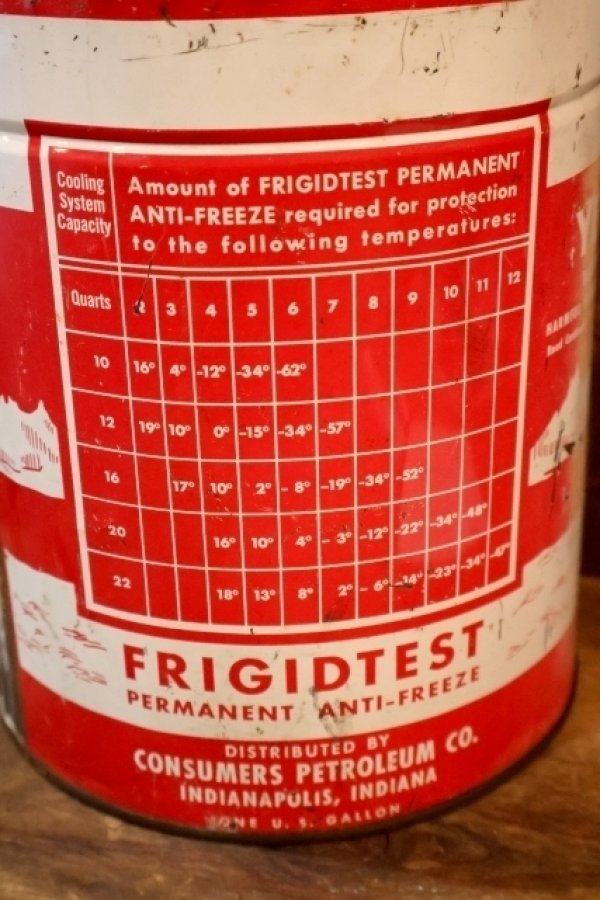 Cooling
System
Capacity
Amount of FRIGIDTEST PERMANENT
ANTI-FREEZE required for protection
to the following temperatures:
Quarts 2 3 4 5 6 7 8 9 10 11 12
10 16° 4° -12° -34° -62°
12 19° 10° 0° -15° -34° -57°
16 17° 10° 2° -8° -19° -34° -52°
20 16° 10° 4° -3° -12° -22° -34° -48°
22 18° 13° 8° 2° -6° -14° -23° -34° -47°
FRIGIDTEST
PERMANENT ANTI-FREEZE
DISTRIBUTED BY
CONSUMERS PETROLEUM CO.
INDIANAPOLIS, INDIANA
ONE U. S. GALLON